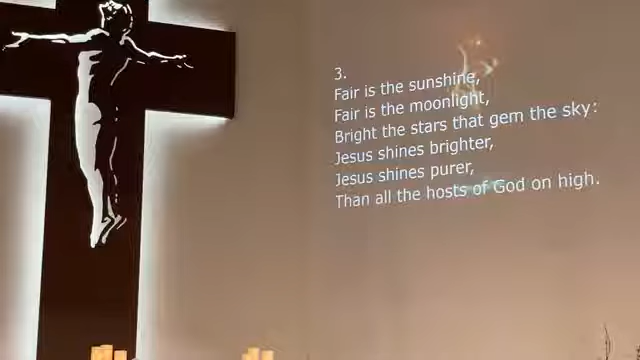 3.
Fair is the sunshine,
Fair is the moonlight,
Bright the stars that gem the sky:
Jesus shines brighter,
Jesus shines purer,
Than all the hosts of God on high.